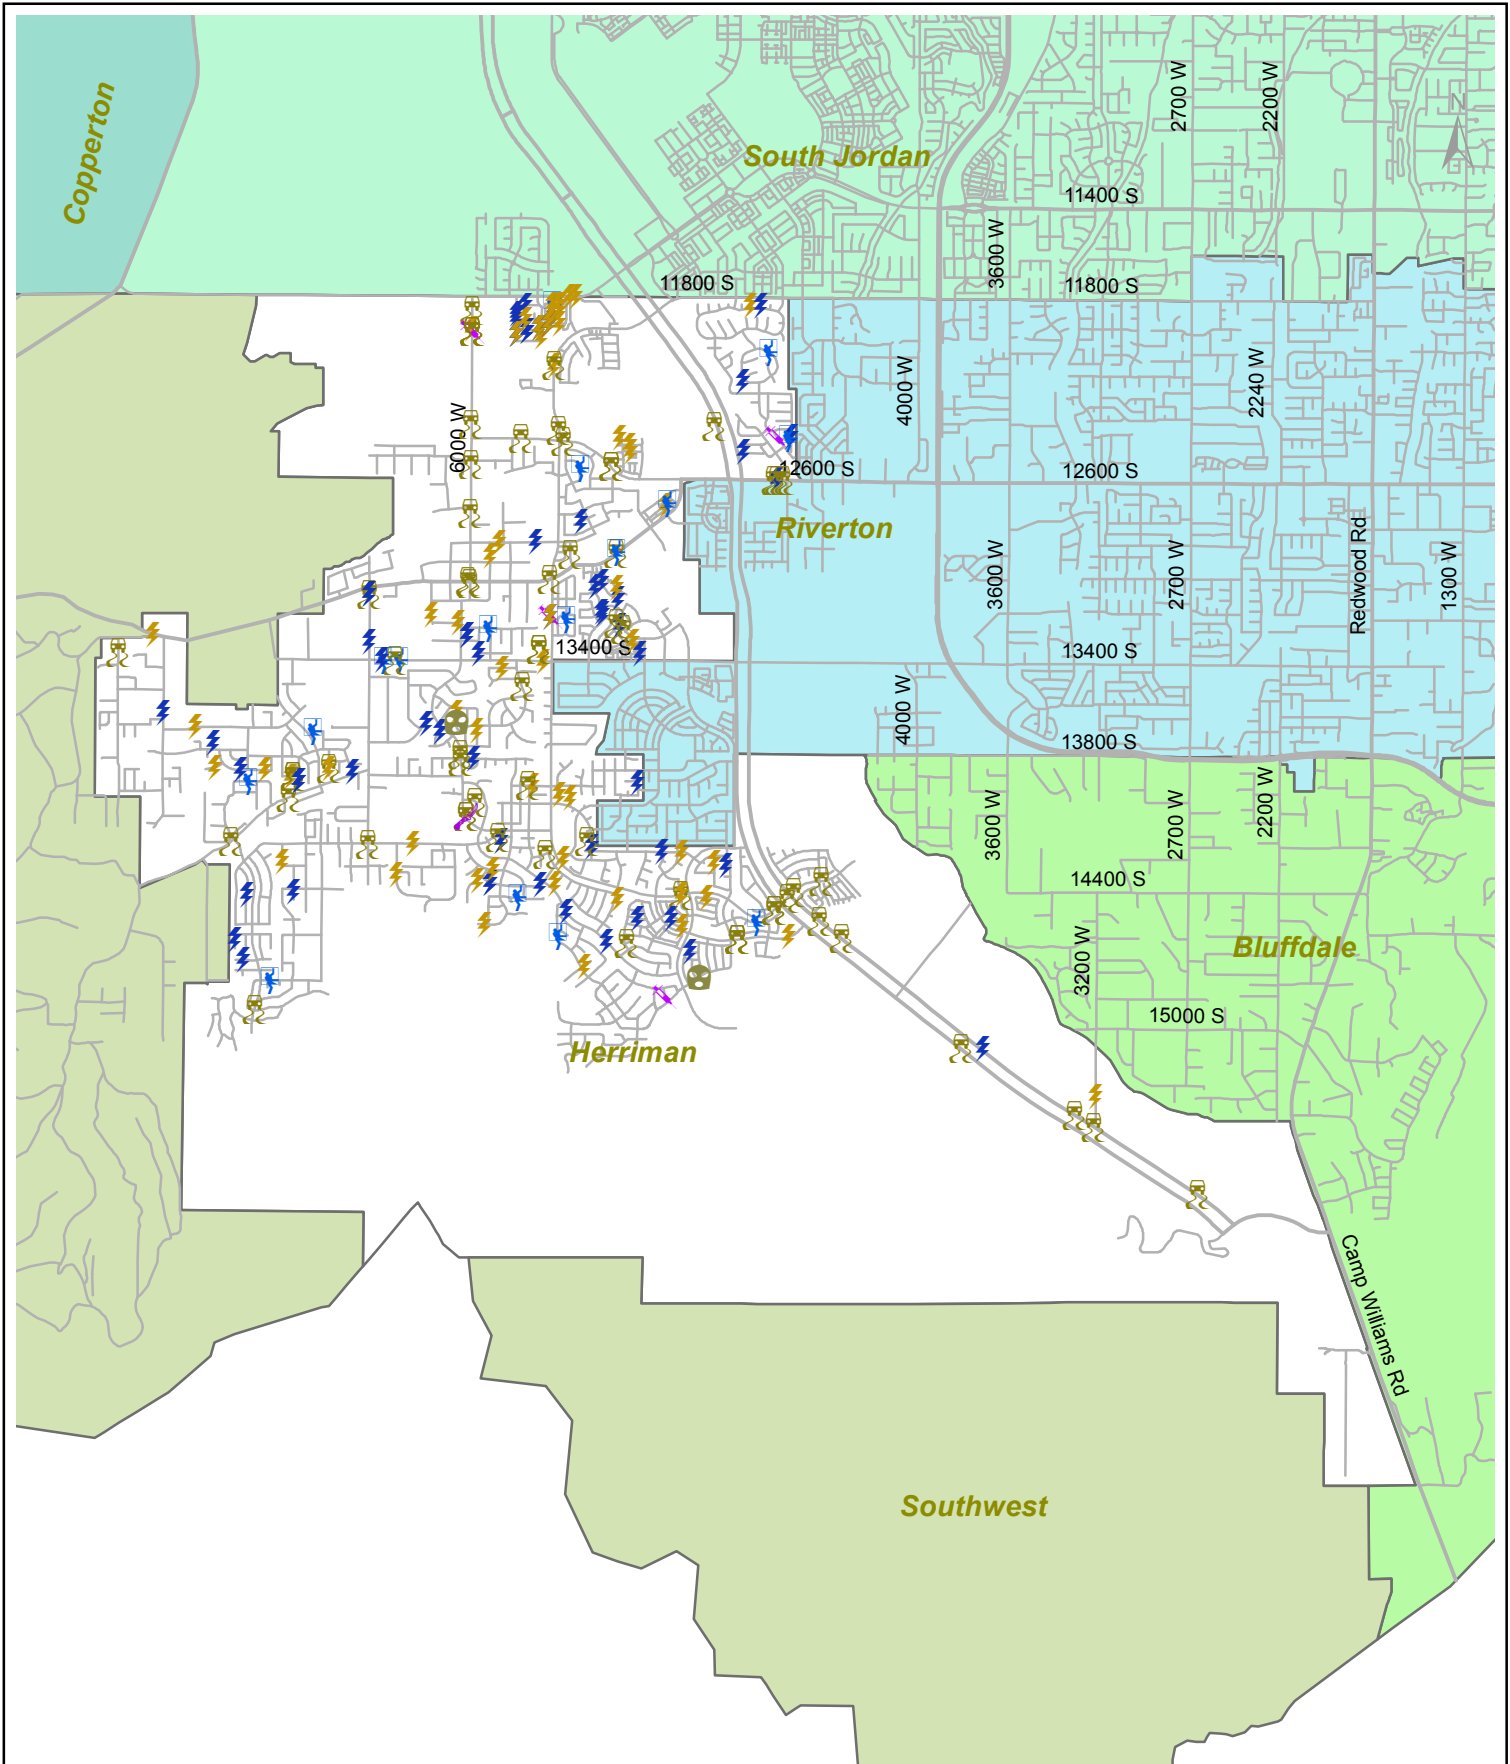 Copperton
South Jordan
2700 W
2200 W
N
11400 S
3600 W
11800 S
11800 S
4000 W
2240 W
6000 W
12600 S
12600 S
Riverton
3600 W
2700 W
Redwood Rd
1300 W
13400 S
13400 S
4000 W
13800 S
3600 W
2700 W
2200 W
14400 S
3200 W
Bluffdale
15000 S
Herriman
Camp Williams Rd
Southwest